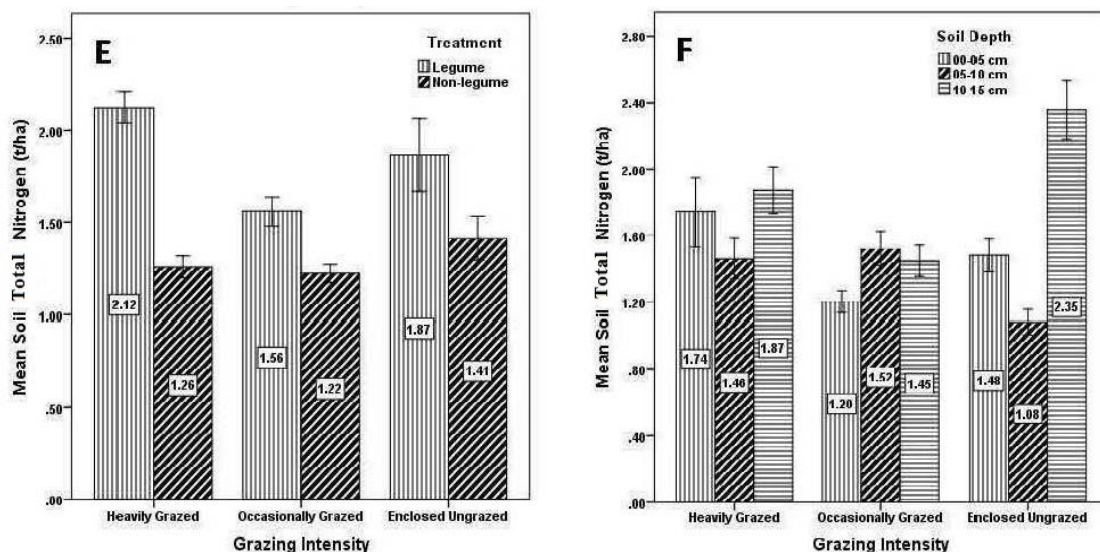 E
Treatment
Legume
Non-legume
Mean Soil Total Nitrogen (t/ha)
2.50
2.00
1.50
1.00
.50
.00
2.12
1.26
1.56
1.22
1.87
1.41
Heavily Grazed
Occasionally Grazed
Enclosed Ungrazed
Grazing Intensity
F
Soil Depth
00-05 cm
05-10 cm
10-15 cm
Mean Soil Total Nitrogen (t/ha)
2.80
2.40
2.00
1.60
1.20
.80
.40
.00
1.74
1.46
1.87
1.20
1.52
1.45
1.48
1.08
2.35
Heavily Grazed
Occasionally Grazed
Enclosed Ungrazed
Grazing Intensity